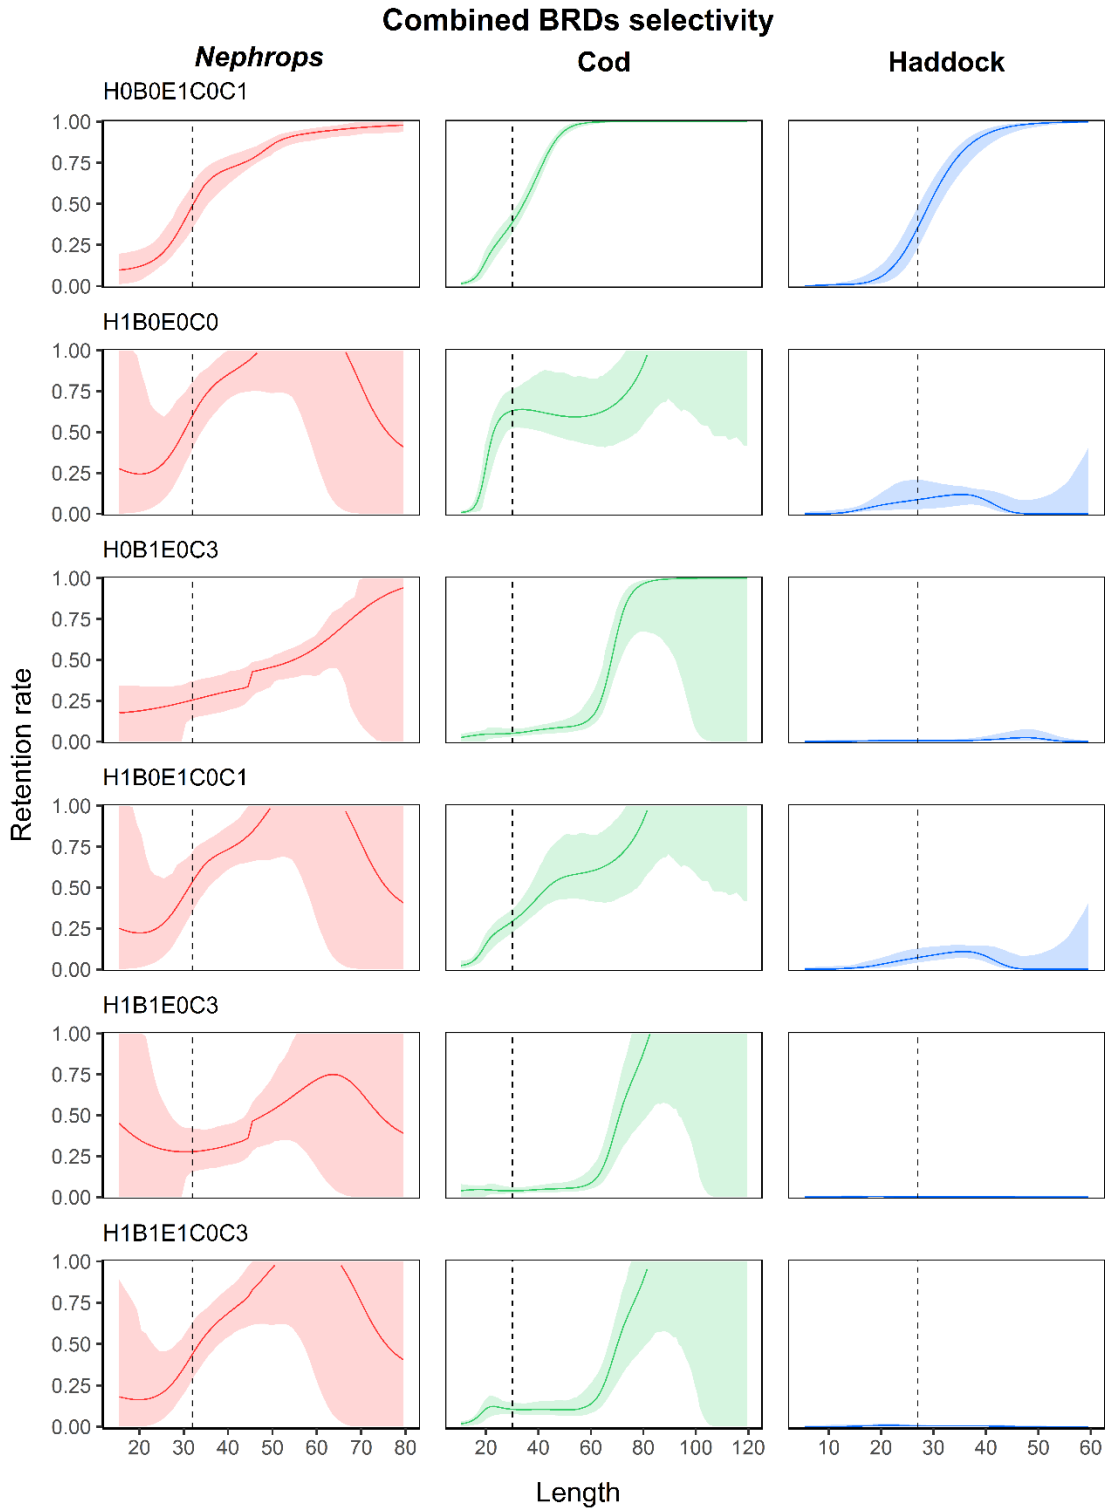 Combined BRDs selectivity
Nephrops Cod Haddock
H0B0E1C0C1
1.00
0.75
0.50
0.25
0.00
H1B0E0C0
1.00
0.75
0.50
0.25
0.00
H0B1E0C3
1.00
0.75
0.50
0.25
0.00
H1B0E1C0C1
1.00
0.75
0.50
0.25
0.00
H1B1E0C3
1.00
0.75
0.50
0.25
0.00
H1B1E1C0C3
1.00
0.75
0.50
0.25
0.00
20 30 40 50 60 70 80 20 40 60 80 100 120 10 20 30 40 50 60
Retention rate
Length